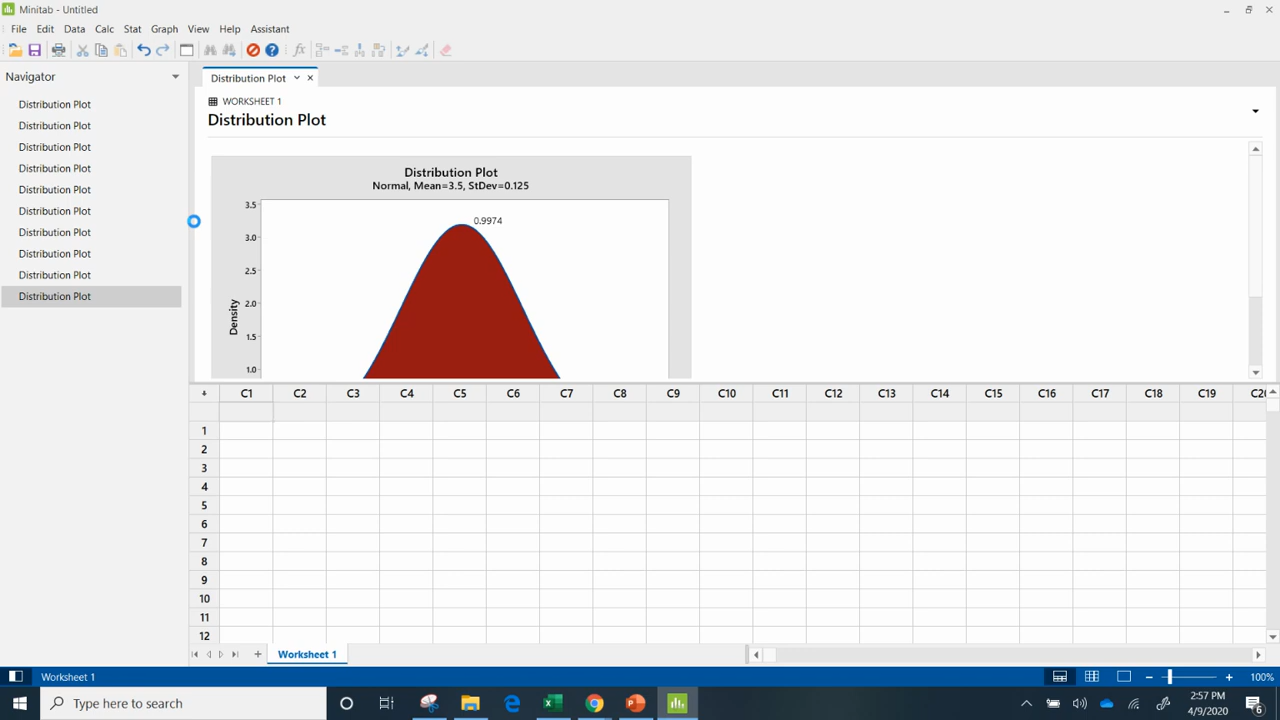 Minitab - Untitled
File Edit Data Calc Stat Graph View Help Assistant
fx
Navigator
Distribution Plot
Distribution Plot
Distribution Plot
Distribution Plot
Distribution Plot
Distribution Plot
Distribution Plot
Distribution Plot
Distribution Plot
Distribution Plot
Distribution Plot
WORKSHEET 1
Distribution Plot
Distribution Plot
Normal, Mean=3.5, StDev=0.125
3.5
0.9974
3.0
2.5
2.0
1.5
1.0
Density
C1 C2 C3 C4 C5 C6 C7 C8 C9 C10 C11 C12 C13 C14 C15 C16 C17 C18 C19 C20
1
2
3
4
5
6
7
8
9
10
11
12
Worksheet 1
Worksheet 1
100%
Type here to search
2:57 PM
4/9/2020
6